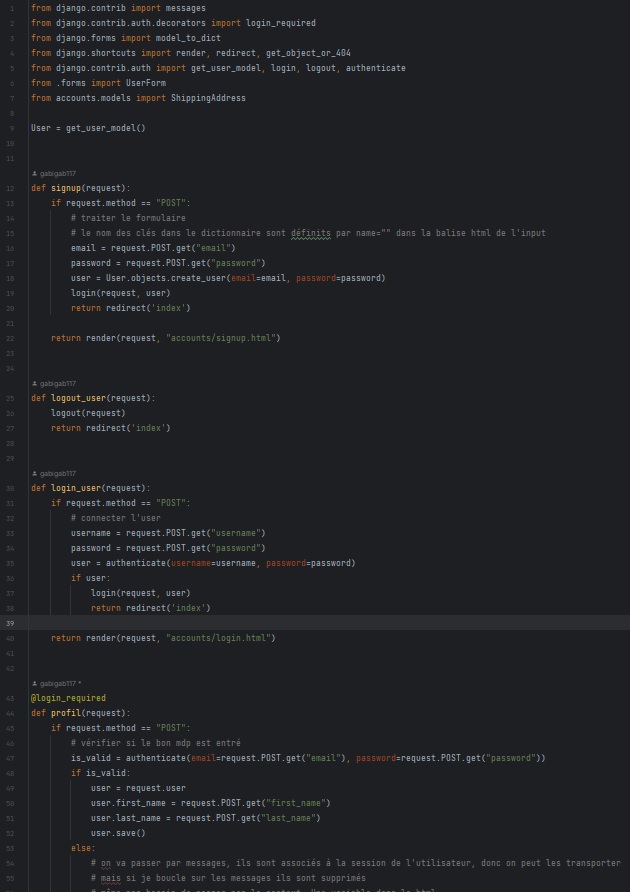 1 from django.contrib import messages
2 from django.contrib.auth.decorators import login_required
3 from django.forms import model_to_dict
4 from django.shortcuts import render, redirect, get_object_or_404
5 from django.contrib.auth import get_user_model, login, logout, authenticate
6 from .forms import UserForm
7 from accounts.models import ShippingAddress
8
9 User = get_user_model()
10
11
gabigab117
12 def signup(request):
13 if request.method == "POST":
14 # traiter le formulaire
15 # le nom des clés dans le dictionnaire sont définits par name="" dans la balise html de l'input
16 email = request.POST.get("email")
17 password = request.POST.get("password")
18 user = User.objects.create_user(email=email, password=password)
19 login(request, user)
20 return redirect('index')
21
22 return render(request, "accounts/signup.html")
23
24
gabigab117
25 def logout_user(request):
26 logout(request)
27 return redirect('index')
28
29
gabigab117
30 def login_user(request):
31 if request.method == "POST":
32 # connecter l'user
33 username = request.POST.get("username")
34 password = request.POST.get("password")
35 user = authenticate(username=username, password=password)
36 if user:
37 login(request, user)
38 return redirect('index')
39
40 return render(request, "accounts/login.html")
41
42
gabigab117 *
43 @login_required
44 def profil(request):
45 if request.method == "POST":
46 # vérifier si le bon mdp est entré
47 is_valid = authenticate(email=request.POST.get("email"), password=request.POST.get("password"))
48 if is_valid:
49 user = request.user
50 user.first_name = request.POST.get("first_name")
51 user.last_name = request.POST.get("last_name")
52 user.save()
53 else:
54 # on va passer par messages, ils sont associés à la session de l'utilisateur, donc on peut les transporter
55 # mais si je boucle sur les messages ils sont supprimés